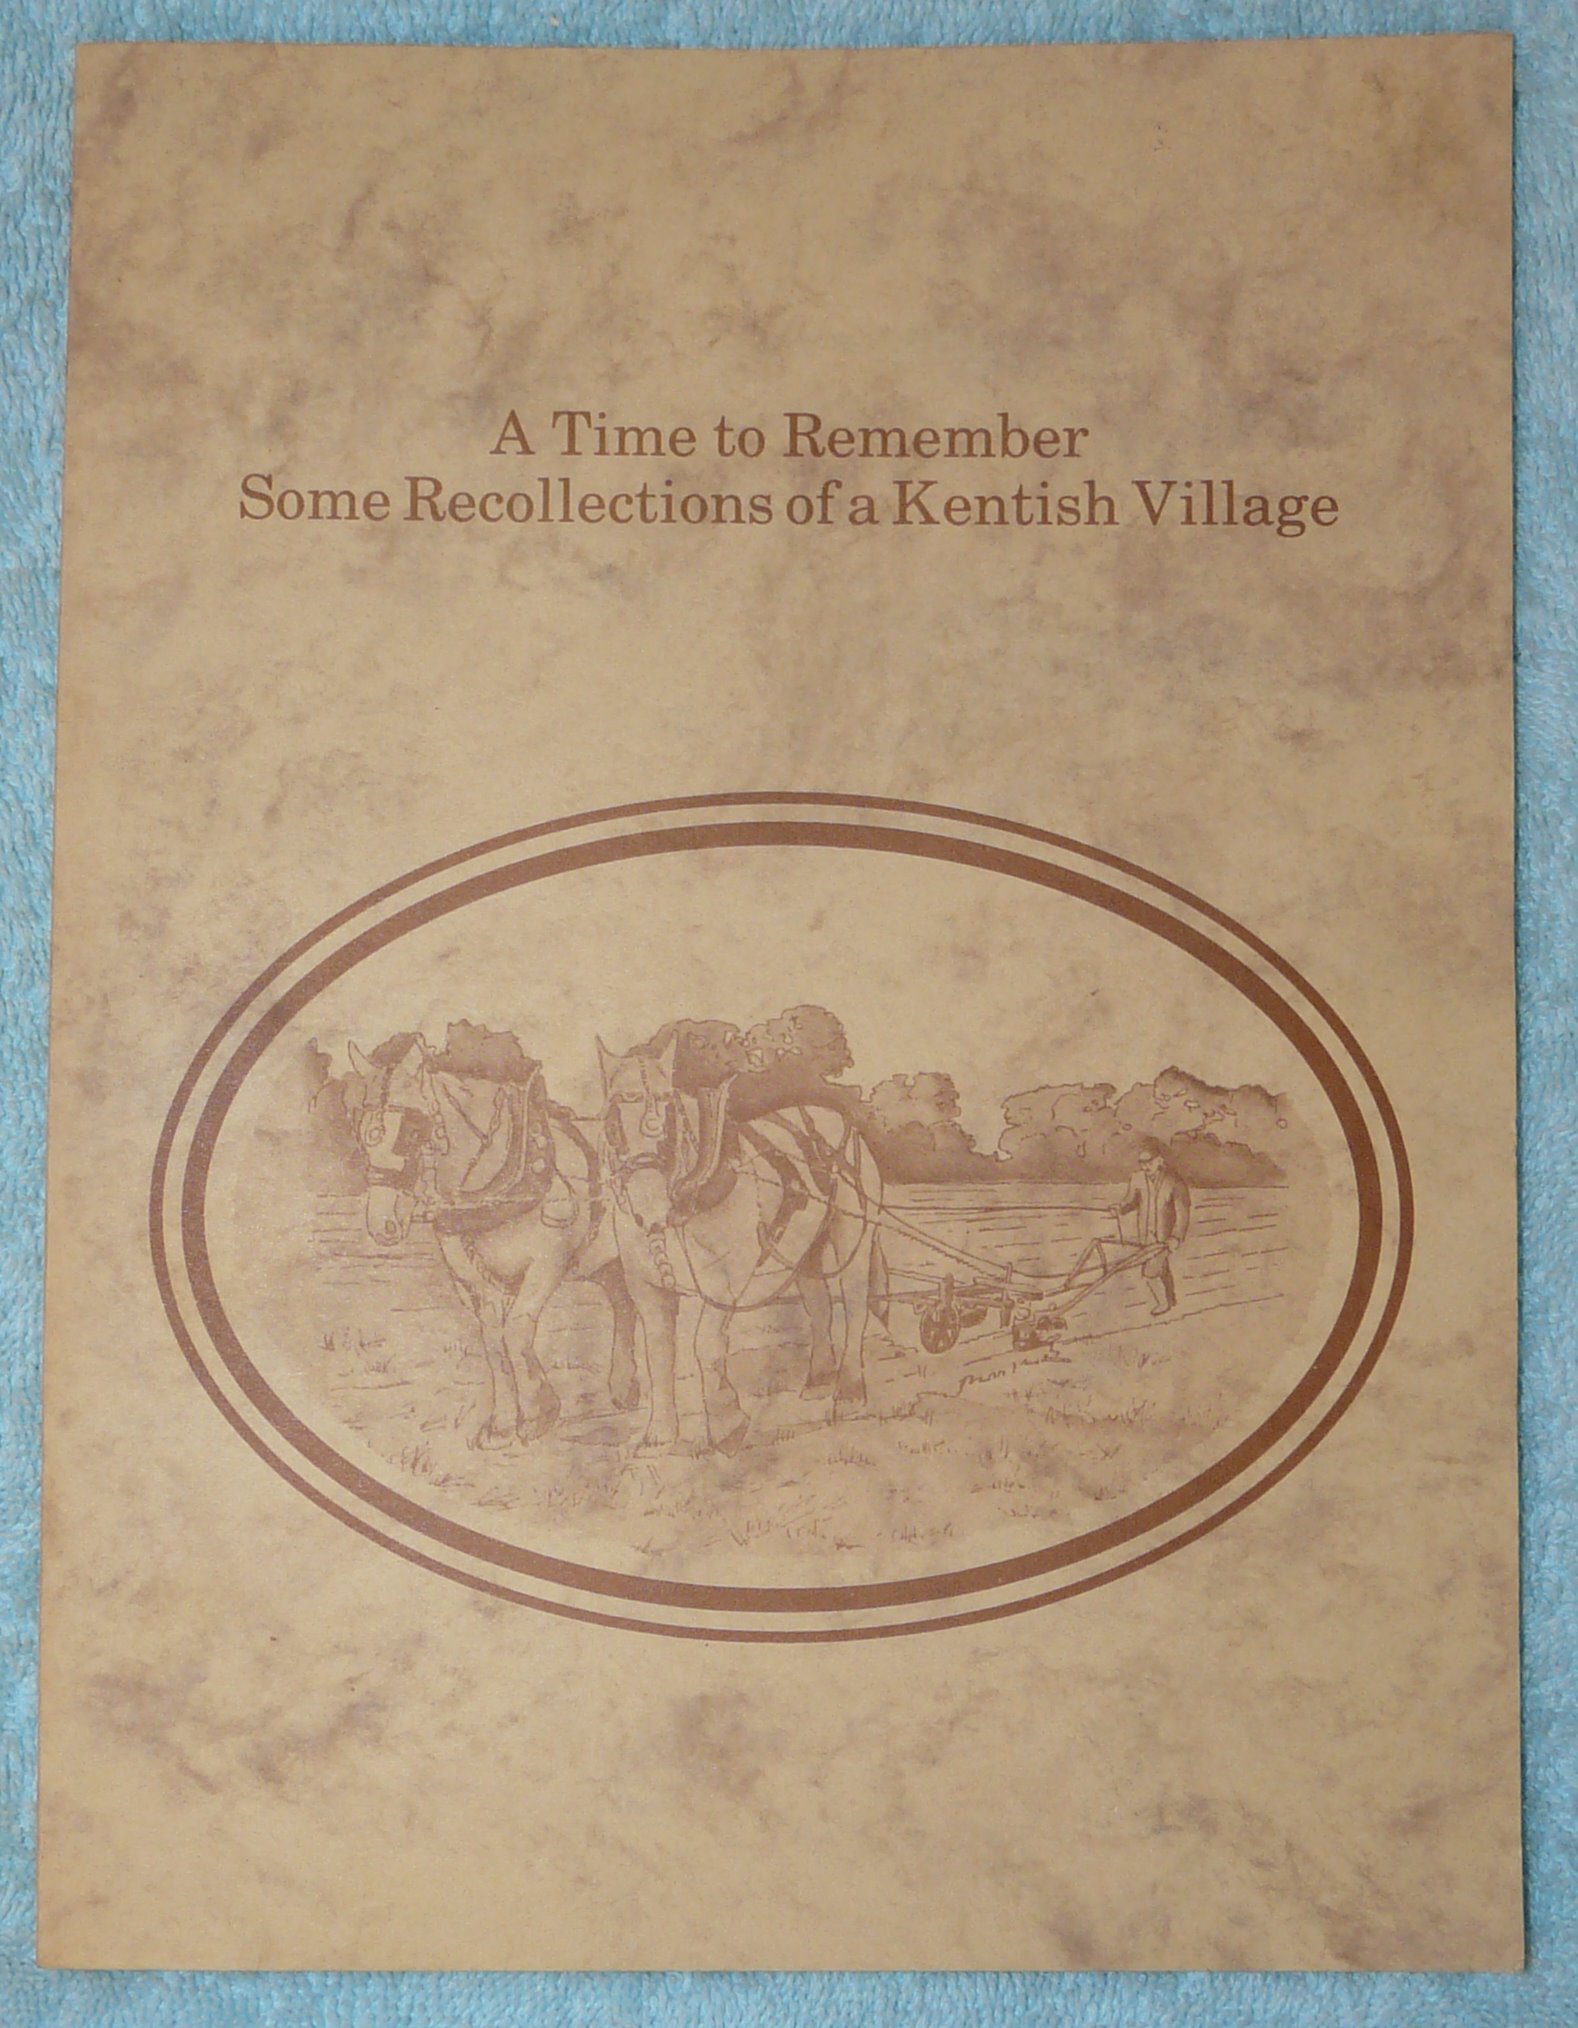 A Time to Remember
Some Recollections of a Kentish Village